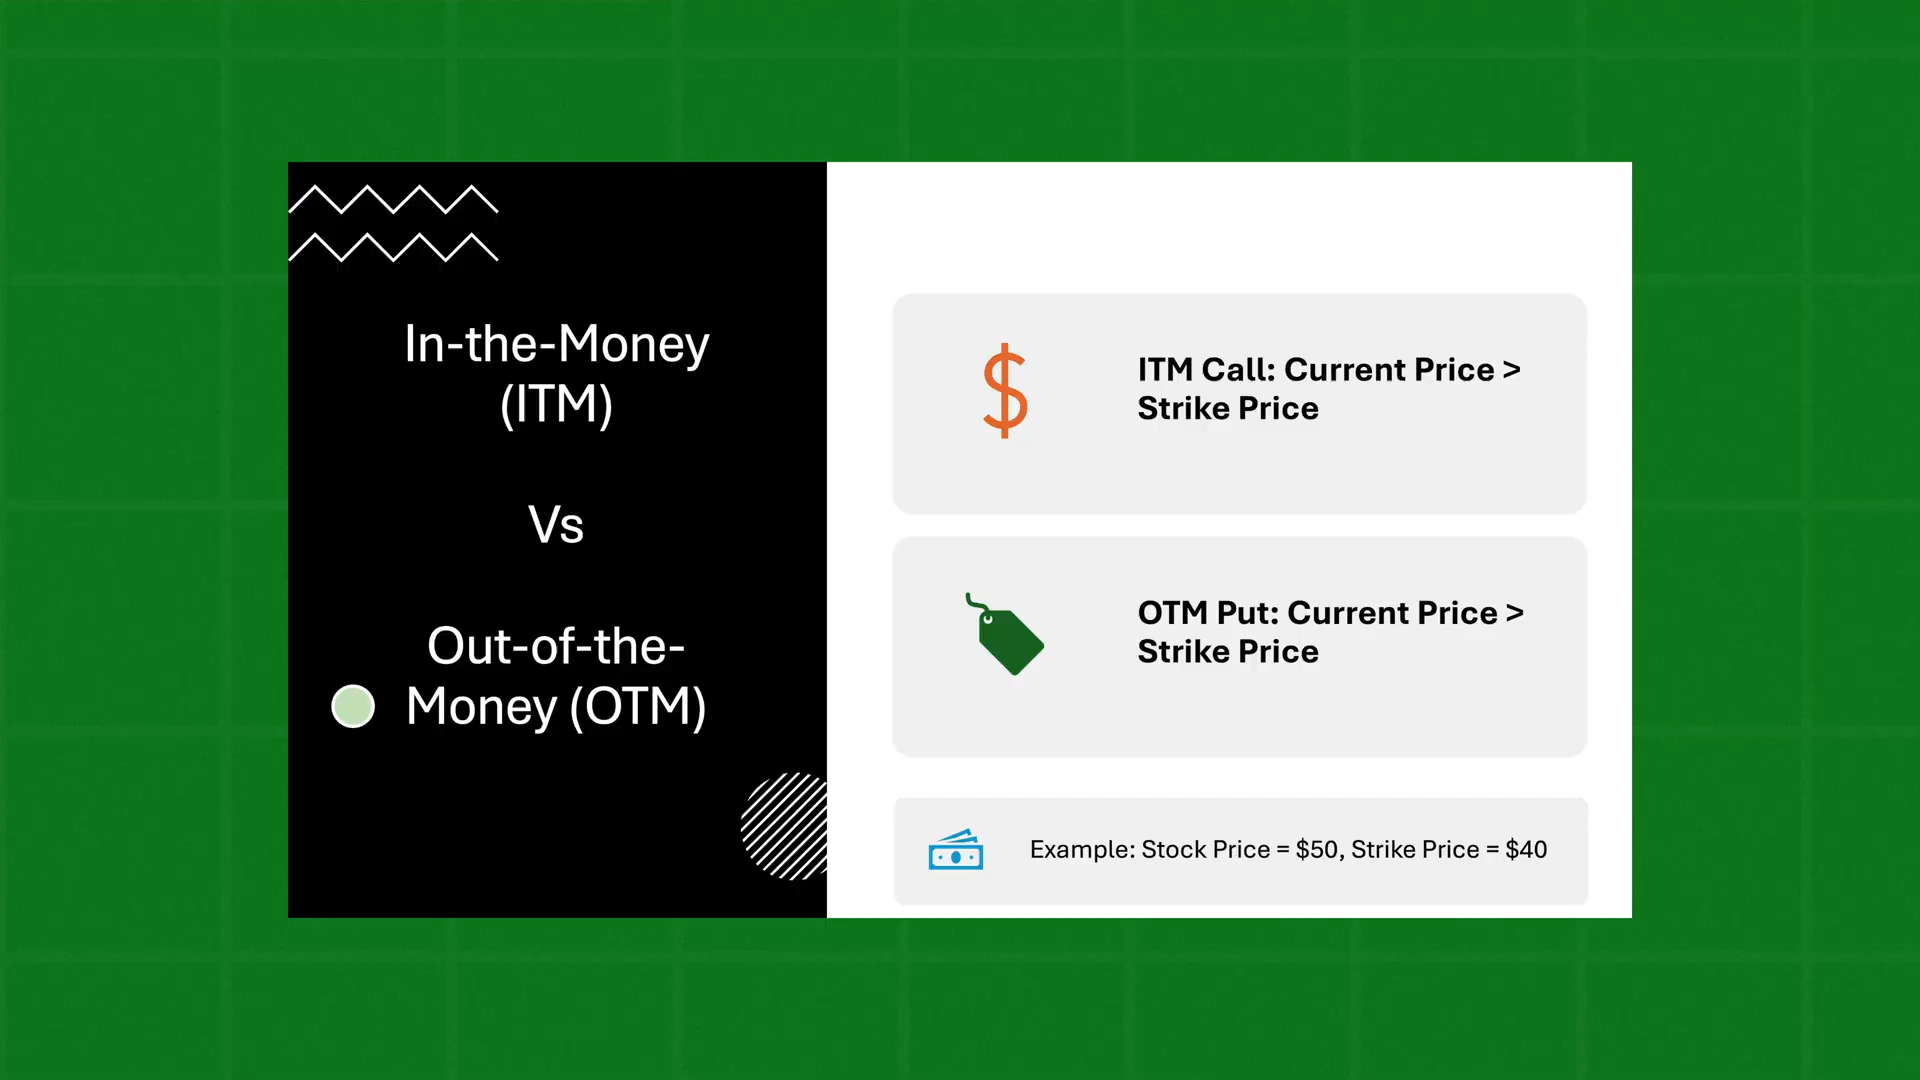 In-the-Money
(ITM)
Vs
Out-of-the-
Money (OTM)
ITM Call: Current Price >
Strike Price
OTM Put: Current Price >
Strike Price
Example: Stock Price = $50, Strike Price = $40